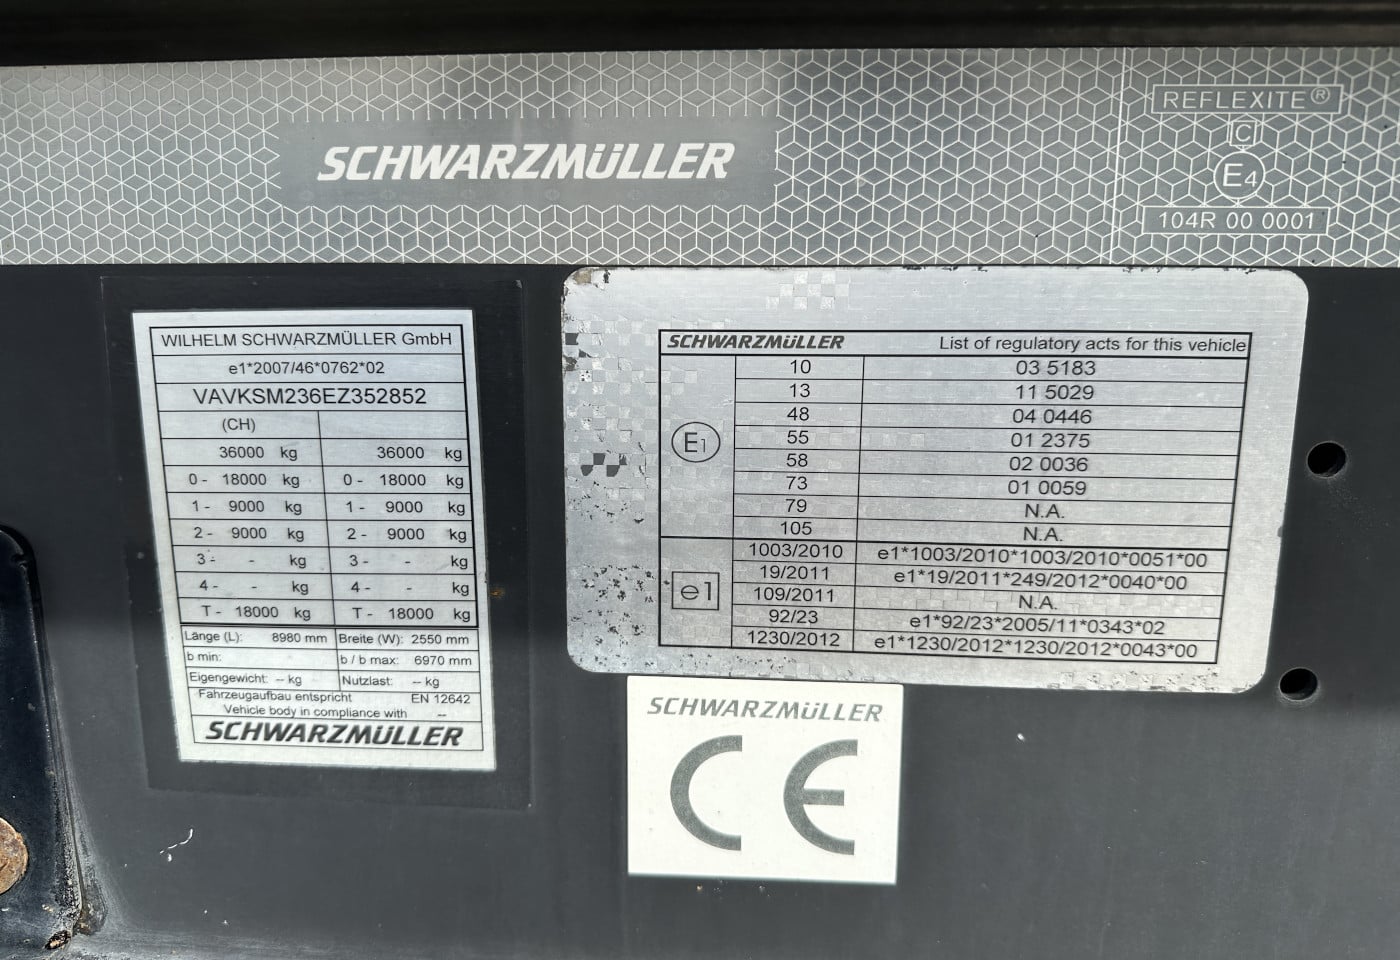 SCHWARZMÜLLER
REFLEXITE®
C
E4
104R 00 0001
WILHELM SCHWARZMÜLLER GmbH
e1*2007/46*0762*02
VAVKSM236EZ352852
(CH)
36000 kg 36000 kg
0 - 18000 kg 0 - 18000 kg
1 - 9000 kg 1 - 9000 kg
2 - 9000 kg 2 - 9000 kg
3 - - kg 3 - - kg
4 - - kg 4 - - kg
T - 18000 kg T - 18000 kg
Länge (L): 8980 mm Breite (W): 2550 mm
b min: b / b max: 6970 mm
Eigengewicht: -- kg Nutzlast: -- kg
Fahrzeugaufbau entspricht EN 12642
Vehicle body in compliance with --
SCHWARZMÜLLER
SCHWARZMÜLLER List of regulatory acts for this vehicle
E1
10 03 5183
13 11 5029
48 04 0446
55 01 2375
58 02 0036
73 01 0059
79 N.A.
105 N.A.
e1
1003/2010 e1*1003/2010*1003/2010*0051*00
19/2011 e1*19/2011*249/2012*0040*00
109/2011 N.A.
92/23 e1*92/23*2005/11*0343*02
1230/2012 e1*1230/2012*1230/2012*0043*00
SCHWARZMÜLLER
CE